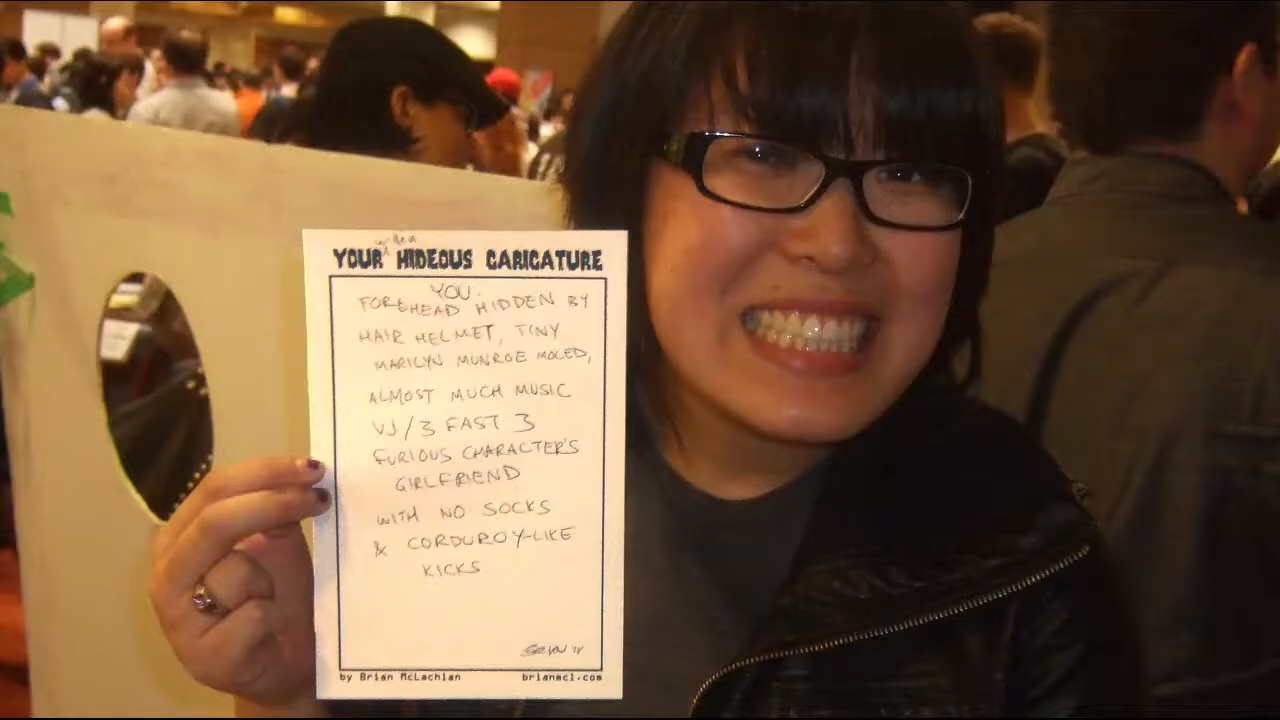 YOUR written HIDEOUS CARICATURE
YOU.
FOREHEAD HIDDEN BY
HAIR HELMET, TINY
MARILYN MUNROE MOLED,
ALMOST MUCH MUSIC
VJ/3 FAST 3
FURIOUS CHARACTER'S
GIRLFRIEND
WITH NO SOCKS
& CORDUROY-LIKE
KICKS.
by Brian McLachlan brianmcl.com